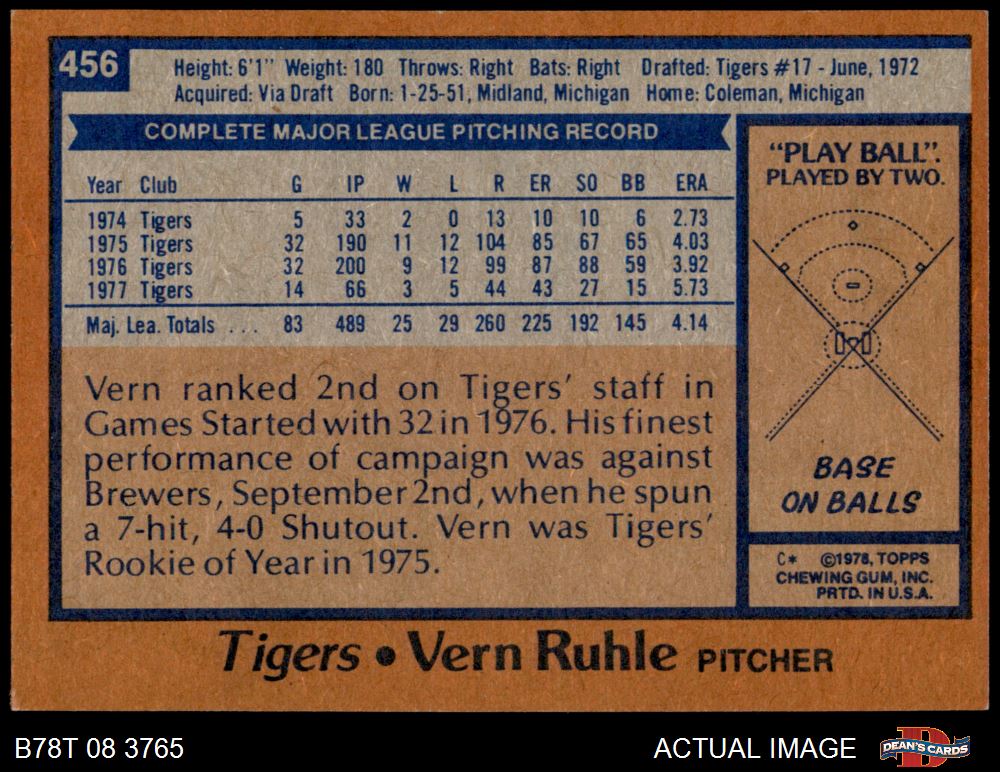 456
Height: 6'1" Weight: 180 Throws: Right Bats: Right Drafted: Tigers #17 - June, 1972
Acquired: Via Draft Born: 1-25-51, Midland, Michigan Home: Coleman, Michigan
COMPLETE MAJOR LEAGUE PITCHING RECORD
Year Club G IP W L R ER SO BB ERA
1974 Tigers 5 33 2 0 13 10 10 6 2.73
1975 Tigers 32 190 11 12 104 85 67 65 4.03
1976 Tigers 32 200 9 12 99 87 88 59 3.92
1977 Tigers 14 66 3 5 44 43 27 15 5.73
Maj. Lea. Totals . . . 83 489 25 29 260 225 192 145 4.14
Vern ranked 2nd on Tigers' staff in
Games Started with 32 in 1976. His finest
performance of campaign was against
Brewers, September 2nd, when he spun
a 7-hit, 4-0 Shutout. Vern was Tigers'
Rookie of Year in 1975.
"PLAY BALL".
PLAYED BY TWO.
BASE
ON BALLS
C* ©1978, TOPPS
CHEWING GUM, INC.
PRTD. IN U.S.A.
Tigers • Vern Ruhle PITCHER
B78T 08 3765
ACTUAL IMAGE
D
DEAN'S CARDS